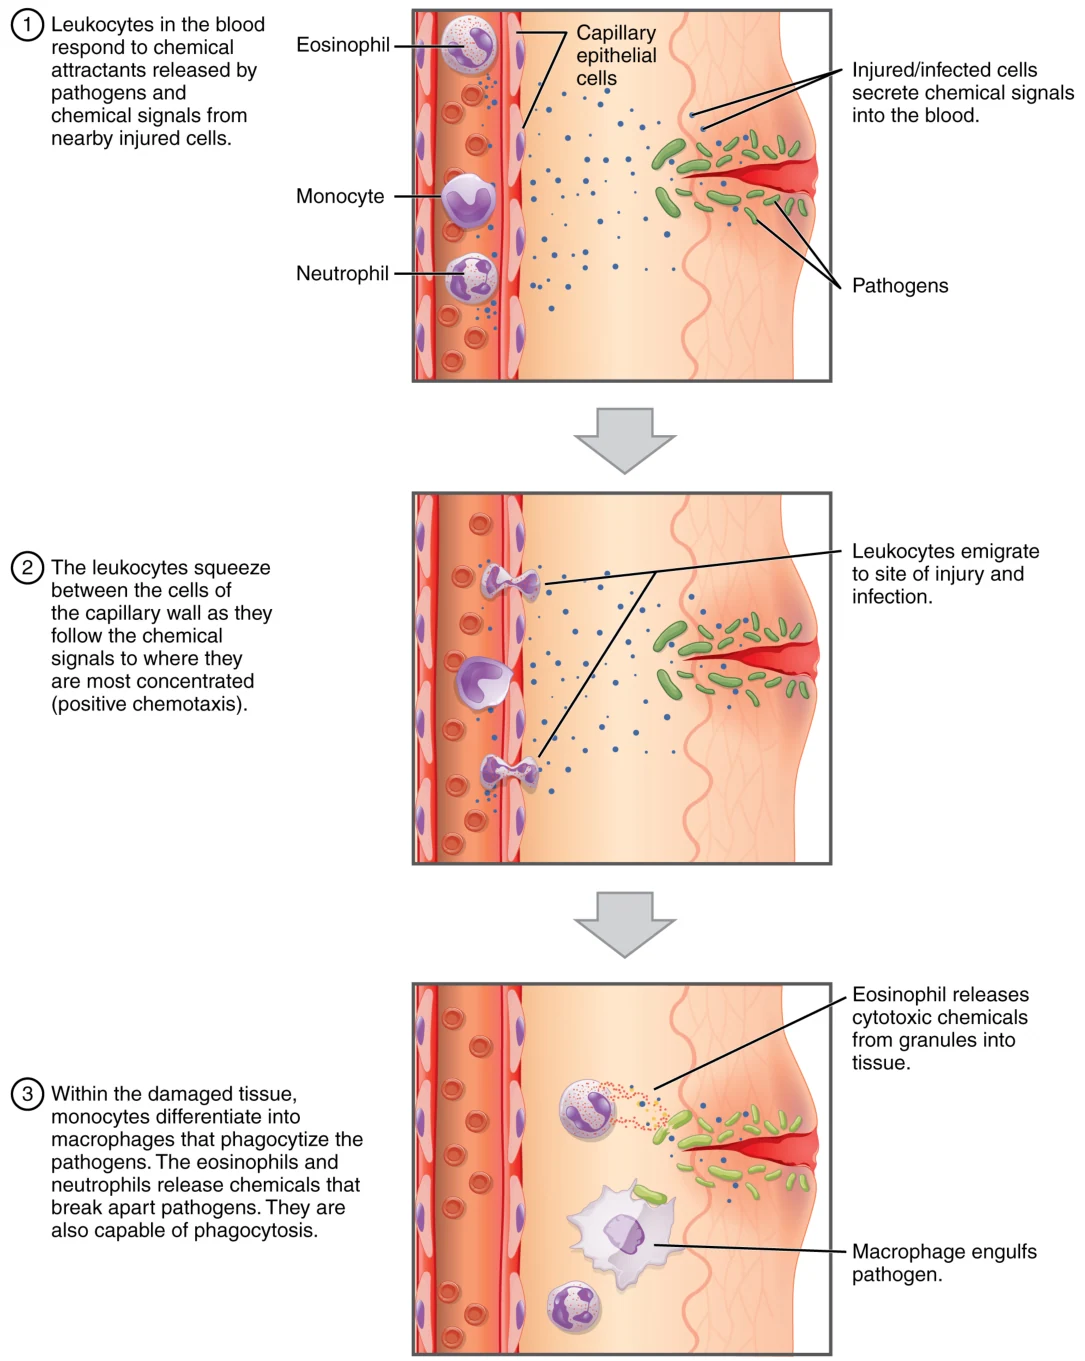 1 Leukocytes in the blood
respond to chemical
attractants released by
pathogens and
chemical signals from
nearby injured cells.
Eosinophil
Monocyte
Neutrophil
Capillary
epithelial
cells
Injured/infected cells
secrete chemical signals
into the blood.
Pathogens
2 The leukocytes squeeze
between the cells of
the capillary wall as they
follow the chemical
signals to where they
are most concentrated
(positive chemotaxis).
Leukocytes emigrate
to site of injury and
infection.
3 Within the damaged tissue,
monocytes differentiate into
macrophages that phagocytize the
pathogens. The eosinophils and
neutrophils release chemicals that
break apart pathogens. They are
also capable of phagocytosis.
Eosinophil releases
cytotoxic chemicals
from granules into
tissue.
Macrophage engulfs
pathogen.